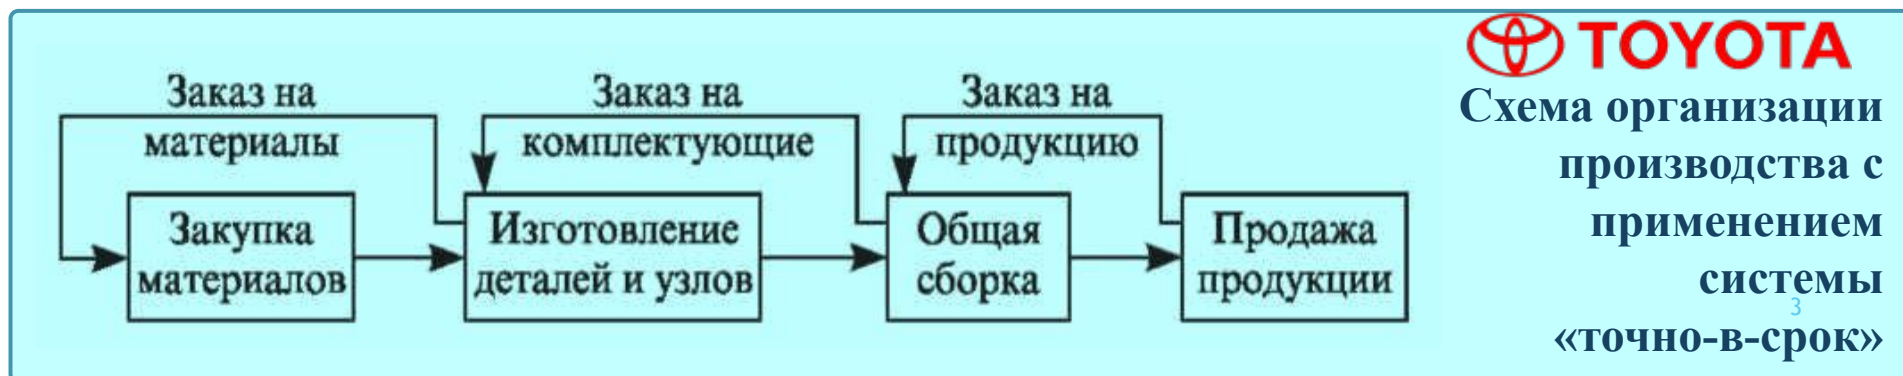 Заказ на
материалы
Заказ на
комплектующие
Заказ на
продукцию
Закупка
материалов
Изготовление
деталей и узлов
Общая
сборка
Продажа
продукции
TOYOTA
Схема организации
производства с
применением
системы
3
«точно-в-срок»